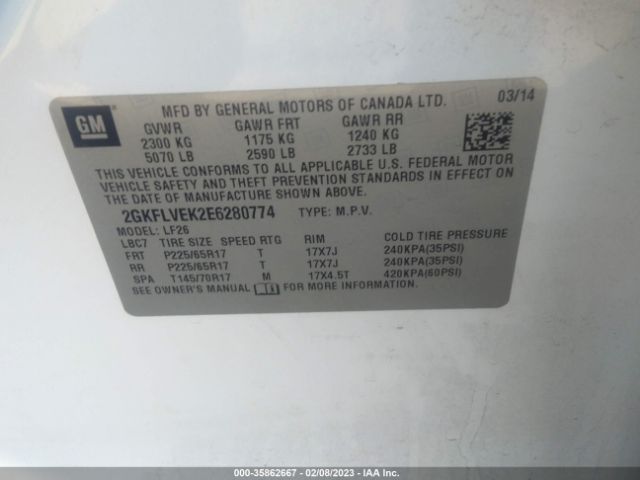 GM
MFD BY GENERAL MOTORS OF CANADA LTD. 03/14
GVWR GAWR FRT GAWR RR
2300 KG 1175 KG 1240 KG
5070 LB 2590 LB 2733 LB
THIS VEHICLE CONFORMS TO ALL APPLICABLE U.S. FEDERAL MOTOR
VEHICLE SAFETY AND THEFT PREVENTION STANDARDS IN EFFECT ON
THE DATE OF MANUFACTURE SHOWN ABOVE.
2GKFLVEK2E6280774 TYPE: M.P.V.
MODEL: LF26
LBC7 TIRE SIZE SPEED RTG RIM COLD TIRE PRESSURE
FRT P225/65R17 T 17X7J 240KPA(35PSI)
RR P225/65R17 T 17X7J 240KPA(35PSI)
SPA T145/70R17 M 17X4.5T 420KPA(60PSI)
SEE OWNER'S MANUAL FOR MORE INFORMATION.
000-35862667 - 02/08/2023 - IAA Inc.